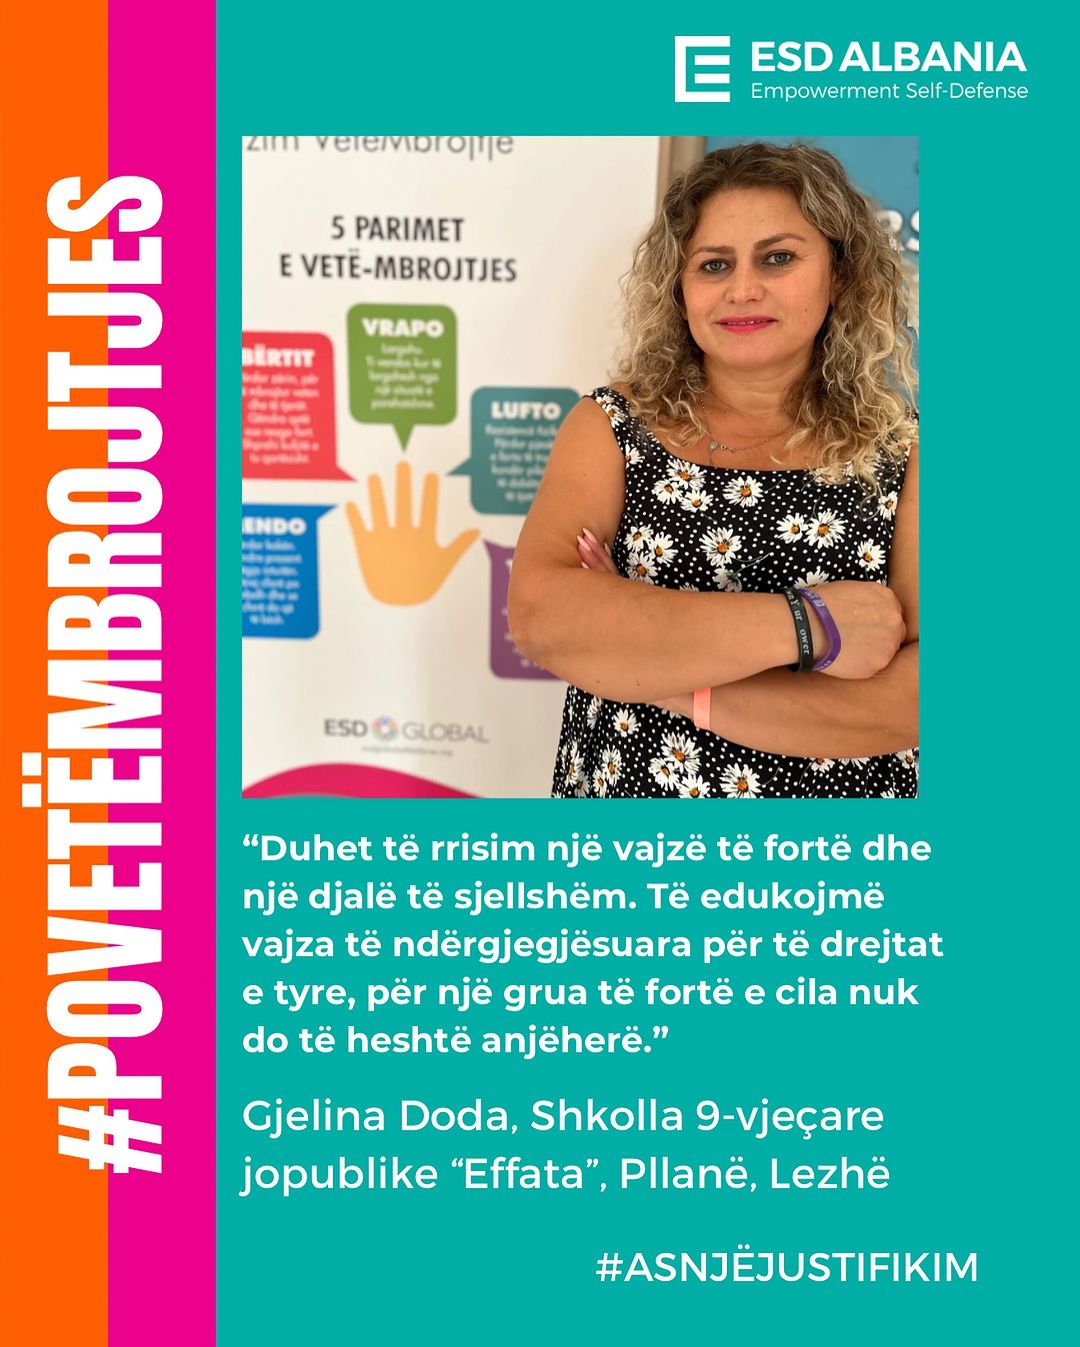 ESD ALBANIA
Empowerment Self-Defense
#POVETËMBROJTJES
VetëMbrojtje
5 PARIMET
E VETË-MBROJTJES
VRAPO
Largohu.
LUFTO
ESD GLOBAL
“Duhet të rrisim një vajzë të fortë dhe
një djalë të sjellshëm. Të edukojmë
vajza të ndërgjegjësuara për të drejtat
e tyre, për një grua të fortë e cila nuk
do të heshtë anjëherë.”
Gjelina Doda, Shkolla 9-vjeçare
jopublike “Effata”, Pllanë, Lezhë
#ASNJËJUSTIFIKIM